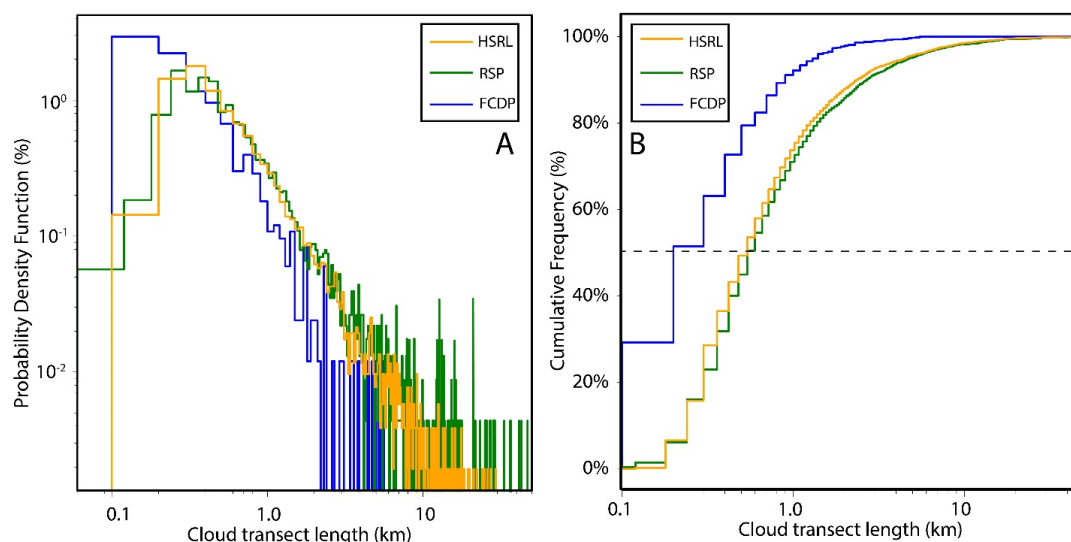 HSRL
RSP
FCDP
A
10^0
10^-1
10^-2
Probability Density Function (%)
0.1
1.0
10
Cloud transect length (km)
HSRL
RSP
FCDP
B
100%
80%
60%
40%
20%
0%
Cumulative Frequency (%)
0.1
1.0
10
Cloud transect length (km)